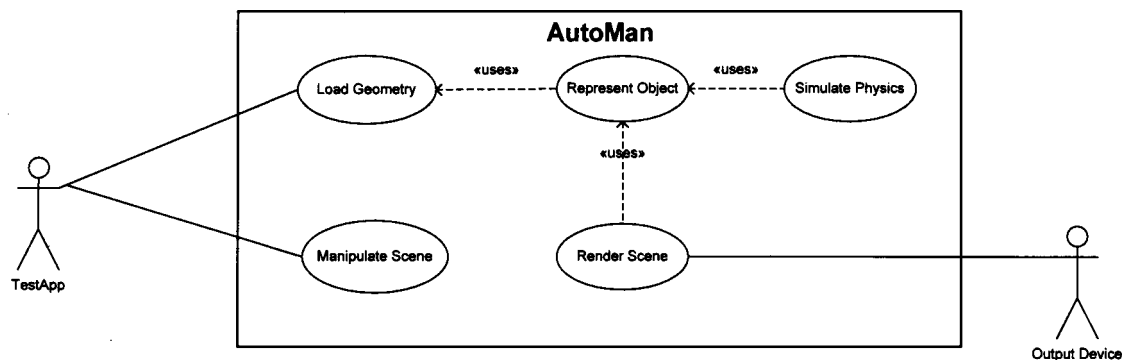 AutoMan
«uses»
«uses»
Load Geometry
Represent Object
Simulate Physics
«uses»
Manipulate Scene
Render Scene
TestApp
Output Device